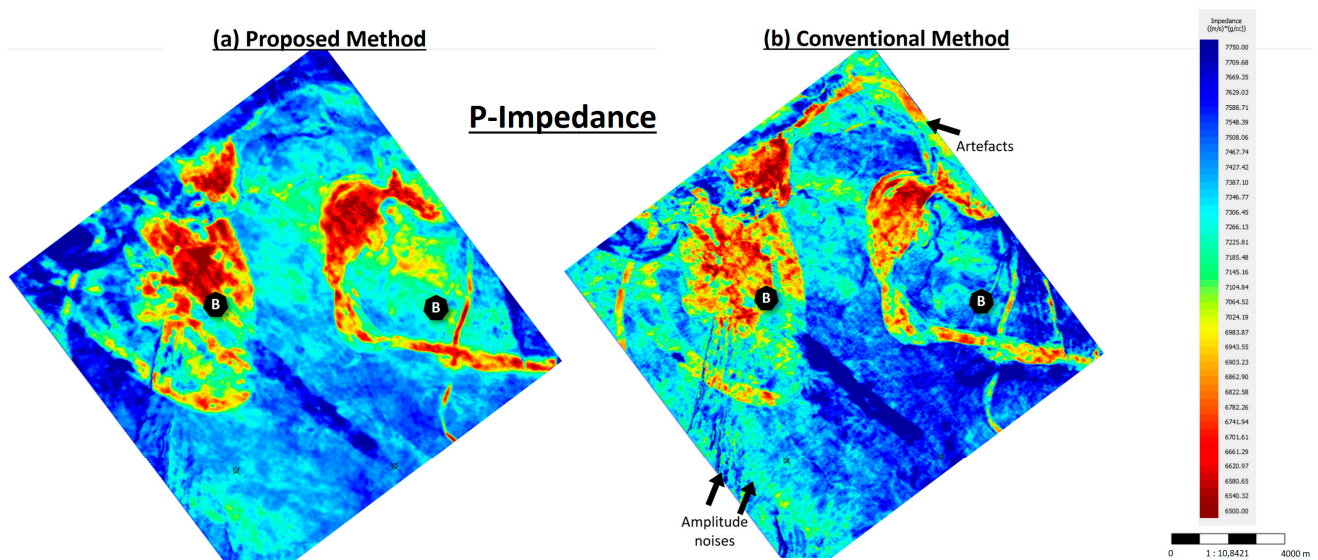 (a) Proposed Method
(b) Conventional Method
P-Impedance
Artefacts
B
B
B
B
Amplitude
noises
Impedance
((m/s)*(g/cc)
7750.00
7709.68
7669.35
7629.03
7588.71
7548.39
7508.06
7467.74
7427.42
7387.10
7346.77
7306.45
7266.13
7225.81
7185.48
7145.16
7104.84
7064.52
7024.19
6983.87
6943.55
6903.23
6862.90
6822.58
6782.26
6741.94
6701.61
6661.29
6620.97
6580.65
6540.32
6500.00
0 1 : 10,8421 4000 m